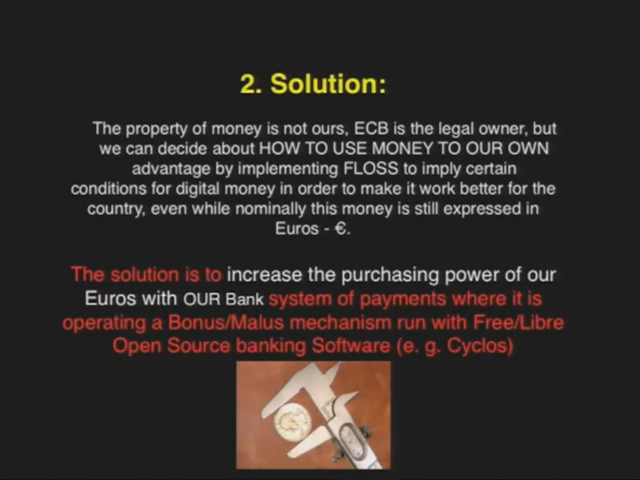 2. Solution:
The property of money is not ours, ECB is the legal owner, but
we can decide about HOW TO USE MONEY TO OUR OWN
advantage by implementing FLOSS to imply certain
conditions for digital money in order to make it work better for the
country, even while nominally this money is still expressed in
Euros - €.
The solution is to increase the purchasing power of our
Euros with OUR Bank system of payments where it is
operating a Bonus/Malus mechanism run with Free/Libre
Open Source banking Software (e. g. Cyclos)